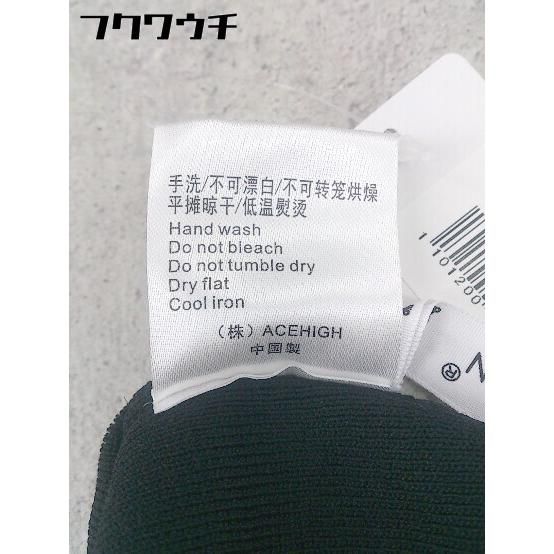 フクワウチ
手洗/不可漂白/不可转笼烘燥
平摊晾干/低温熨烫
Hand wash
Do not bleach
Do not tumble dry
Dry flat
Cool iron
（株）ACEHIGH
中国製